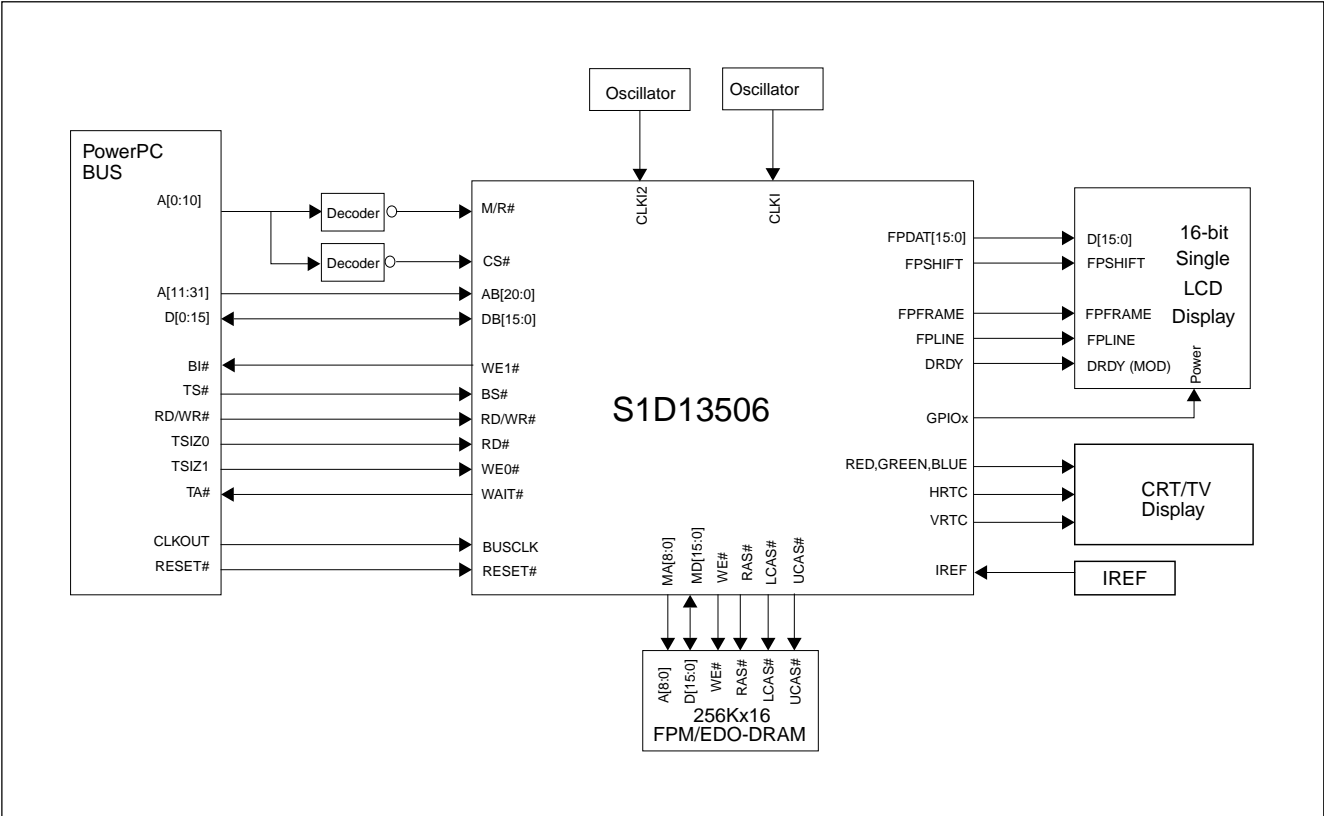 Oscillator
Oscillator
PowerPC
BUS
A[0:10]
A[11:31]
D[0:15]
BI#
TS#
RD/WR#
TSIZ0
TSIZ1
TA#
CLKOUT
RESET#
Decoder
Decoder
M/R#
CS#
AB[20:0]
DB[15:0]
WE1#
BS#
RD/WR#
RD#
WE0#
WAIT#
BUSCLK
RESET#
CLKI2
CLKI
S1D13506
FPDAT[15:0]
FPSHIFT
FPFRAME
FPLINE
DRDY
GPIOx
RED,GREEN,BLUE
HRTC
VRTC
IREF
MA[8:0]
MD[15:0]
WE#
RAS#
LCAS#
UCAS#
D[15:0]
FPSHIFT
FPFRAME
FPLINE
DRDY (MOD)
16-bit
Single
LCD
Display
Power
CRT/TV
Display
IREF
A[8:0]
D[15:0]
WE#
RAS#
LCAS#
UCAS#
256Kx16
FPM/EDO-DRAM